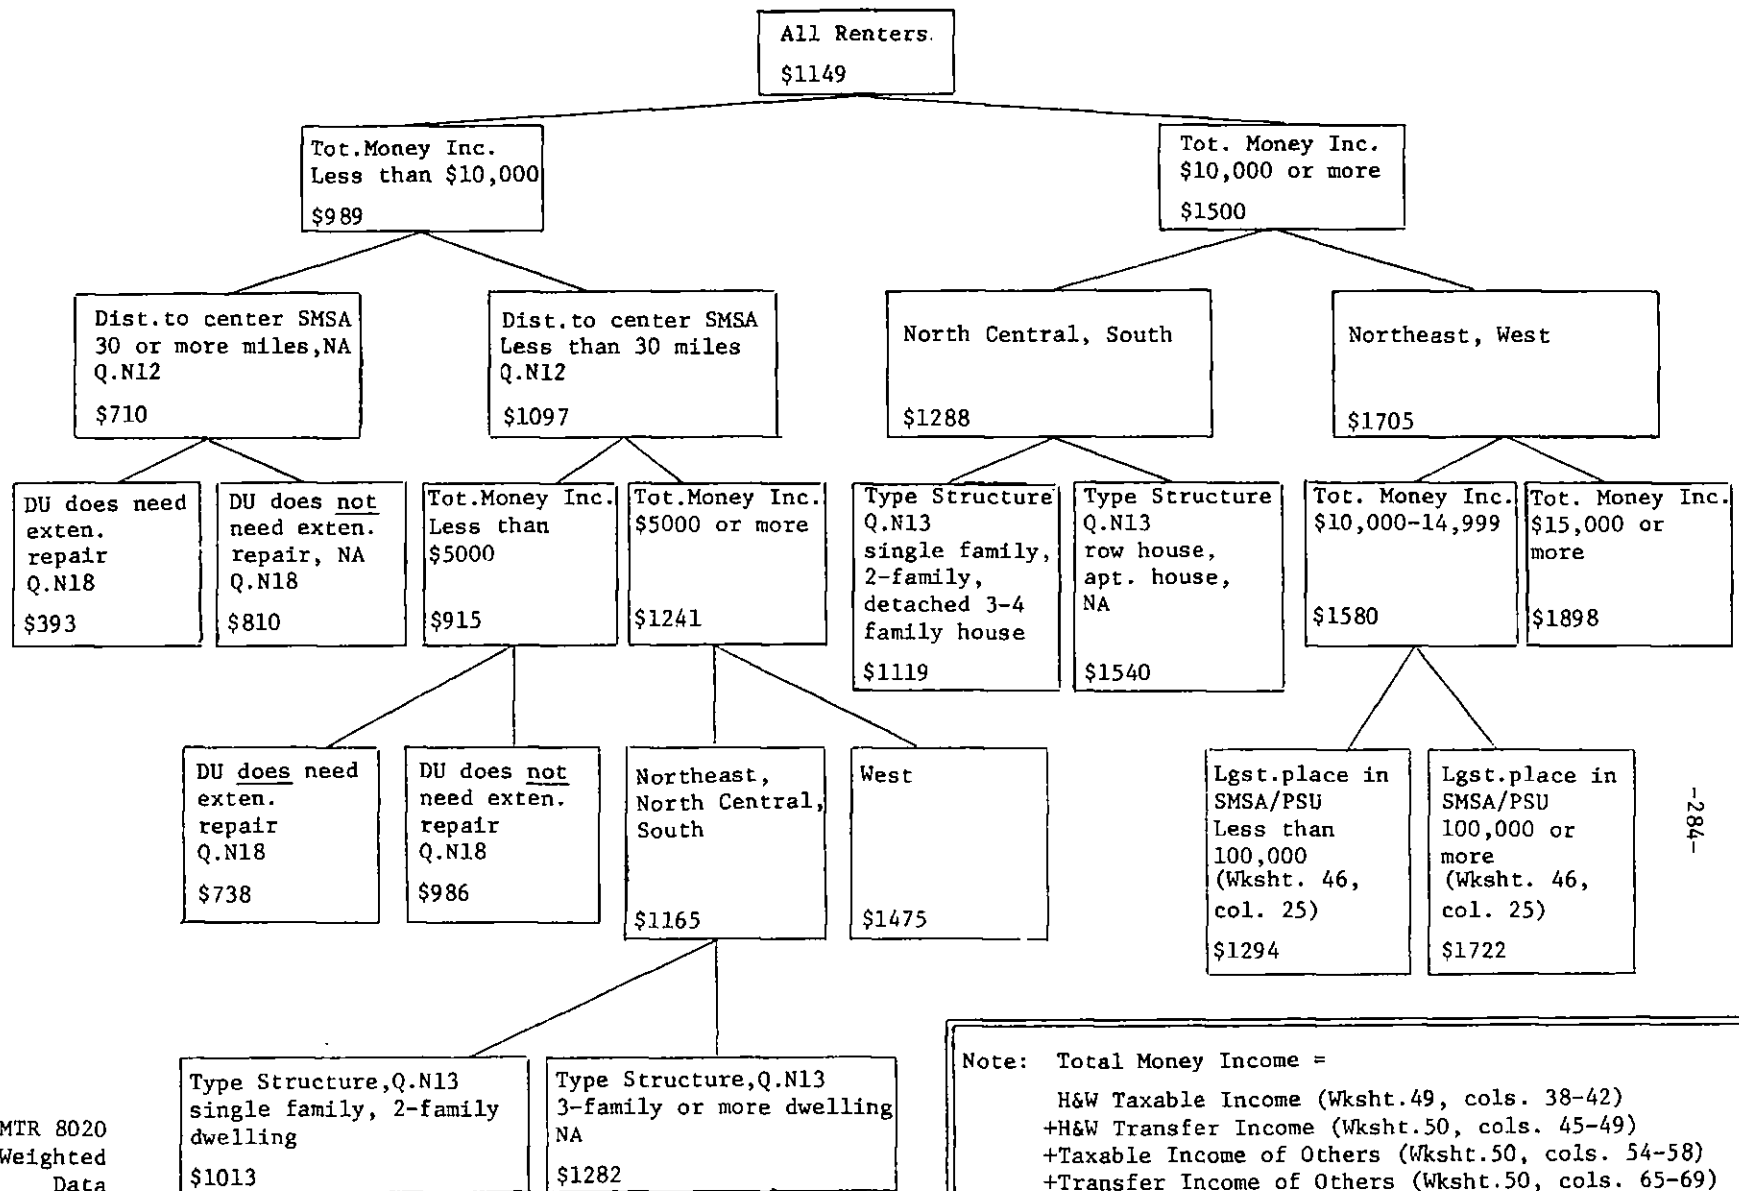 All Renters
$1149
Tot.Money Inc.
Less than $10,000
$989
Tot. Money Inc.
$10,000 or more
$1500
Dist.to center SMSA
30 or more miles,NA
Q.N12
$710
Dist.to center SMSA
Less than 30 miles
Q.N12
$1097
North Central, South
$1288
Northeast, West
$1705
DU does need
exten.
repair
Q.N18
$393
DU does not
need exten.
repair, NA
Q.N18
$810
Tot.Money Inc.
Less than
$5000
$915
Tot.Money Inc.
$5000 or more
$1241
Type Structure
Q.N13
single family,
2-family,
detached 3-4
family house
$1119
Type Structure
Q.N13
row house,
apt. house,
NA
$1540
Tot. Money Inc.
$10,000-14,999
$1580
Tot. Money Inc.
$15,000 or
more
$1898
DU does need
exten.
repair
Q.N18
$738
DU does not
need exten.
repair
Q.N18
$986
Northeast,
North Central,
South
$1165
West
$1475
Lgst.place in
SMSA/PSU
Less than
100,000
(Wksht. 46,
col. 25)
$1294
Lgst.place in
SMSA/PSU
100,000 or
more
(Wksht. 46,
col. 25)
$1722
-284-
Type Structure,Q.N13
single family, 2-family
dwelling
$1013
Type Structure,Q.N13
3-family or more dwelling
NA
$1282
MTR 8020
Weighted
Data
Note: Total Money Income =
H&W Taxable Income (Wksht.49, cols. 38-42)
+H&W Transfer Income (Wksht.50, cols. 45-49)
+Taxable Income of Others (Wksht.50, cols. 54-58)
+Transfer Income of Others (Wksht.50, cols. 65-69)